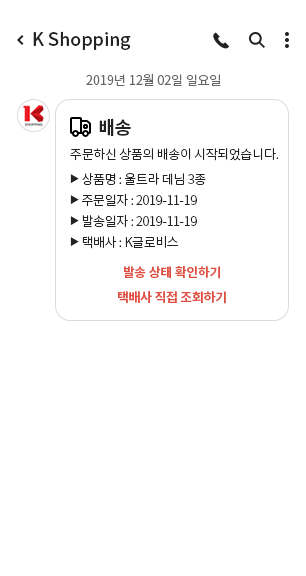 K Shopping
2019년 12월 02일 일요일
배송
주문하신 상품의 배송이 시작되었습니다.
▶ 상품명 : 울트라 데님 3종
▶ 주문일자 : 2019-11-19
▶ 발송일자 : 2019-11-19
▶ 택배사 : K글로비스
발송 상태 확인하기
택배사 직접 조회하기